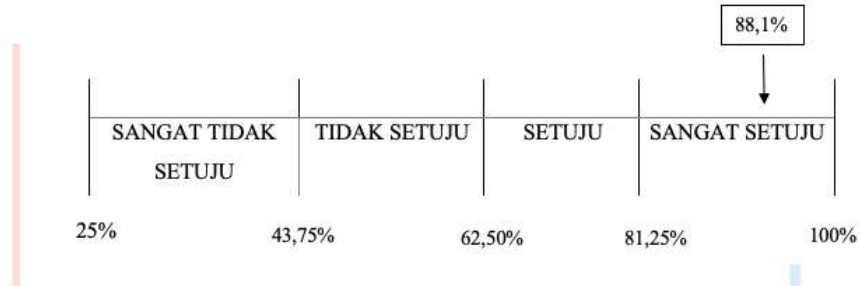 88,1%
SANGAT TIDAK SETUJU
TIDAK SETUJU
SETUJU
SANGAT SETUJU
25%
43,75%
62,50%
81,25%
100%